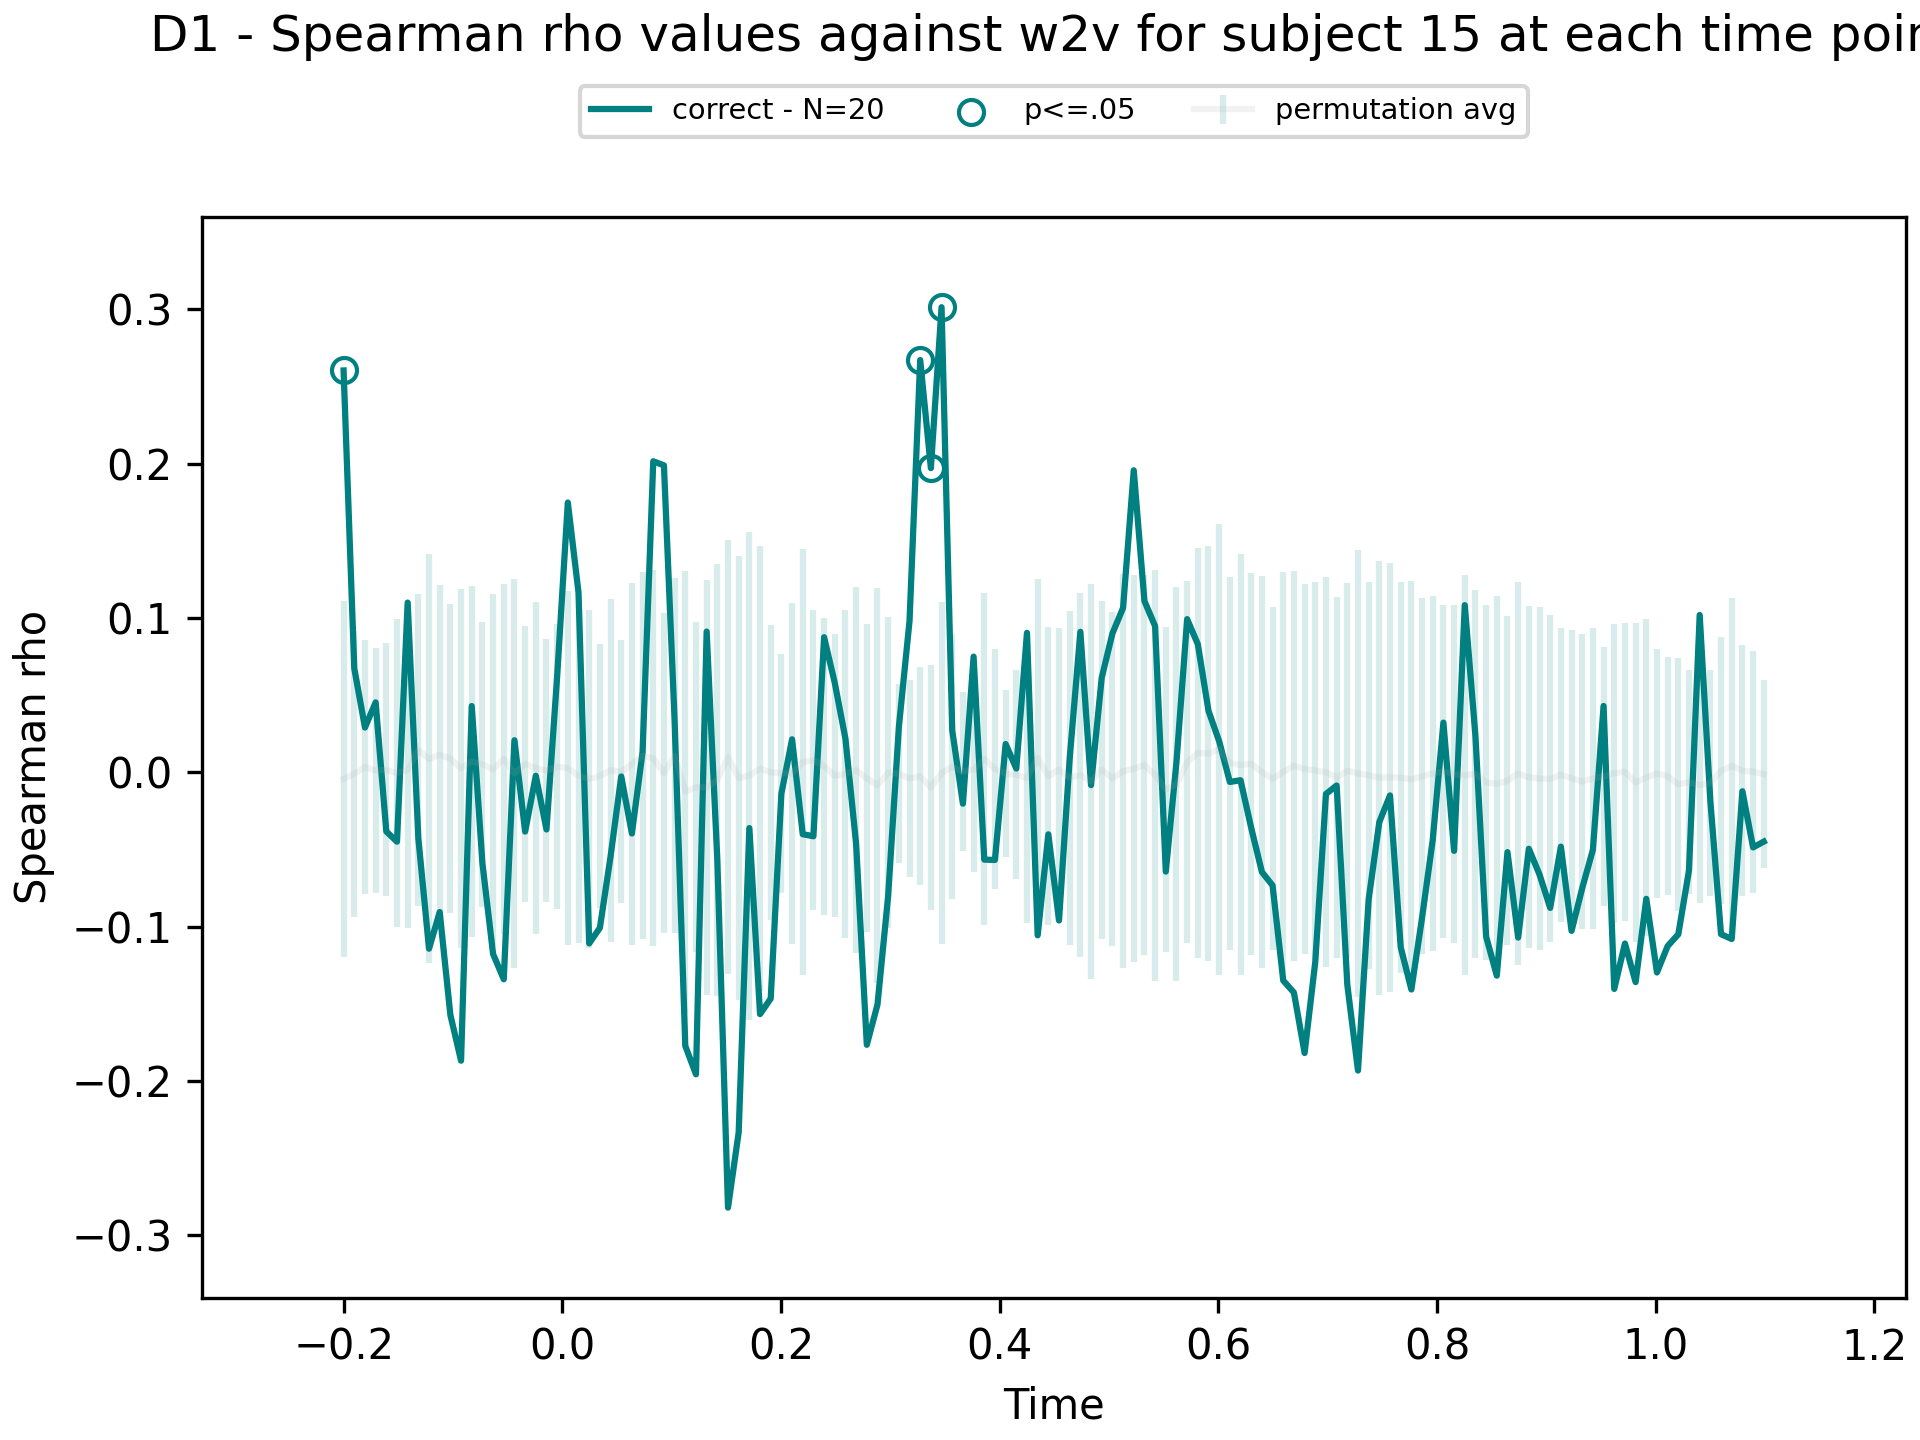 D1 - Spearman rho values against w2v for subject 15 at each time
correct - N=20 p<=.05 permutation avg
Spearman rho
0.3
0.2
0.1
0.0
−0.1
−0.2
−0.3
−0.2 0.0 0.2 0.4 0.6 0.8 1.0 1.2
Time